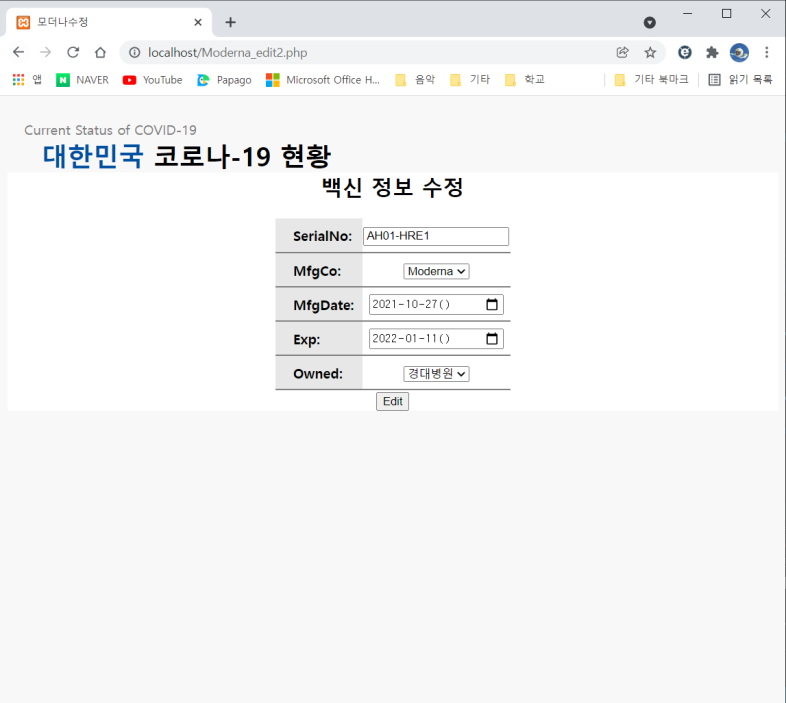 모더나수정
localhost/Moderna_edit2.php
앱 NAVER YouTube Papago Microsoft Office H... 음악 기타 학교 기타 북마크 읽기 목록
Current Status of COVID-19
대한민국 코로나-19 현황
백신 정보 수정
SerialNo: AH01-HRE1
MfgCo: Moderna
MfgDate: 2021-10-27()
Exp: 2022-01-11()
Owned: 경대병원
Edit